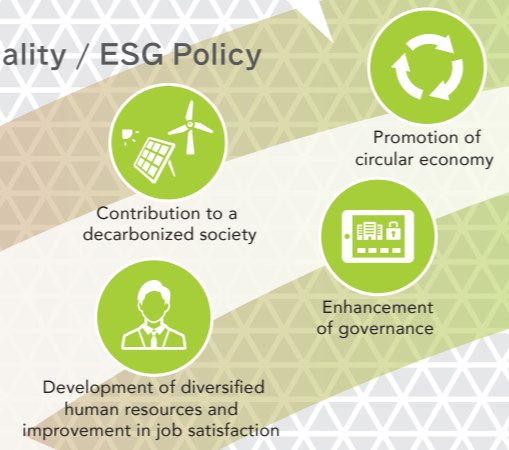 ality / ESG Policy
Promotion of
circular economy
Contribution to a
decarbonized society
Enhancement
of governance
Development of diversified
human resources and
improvement in job satisfaction